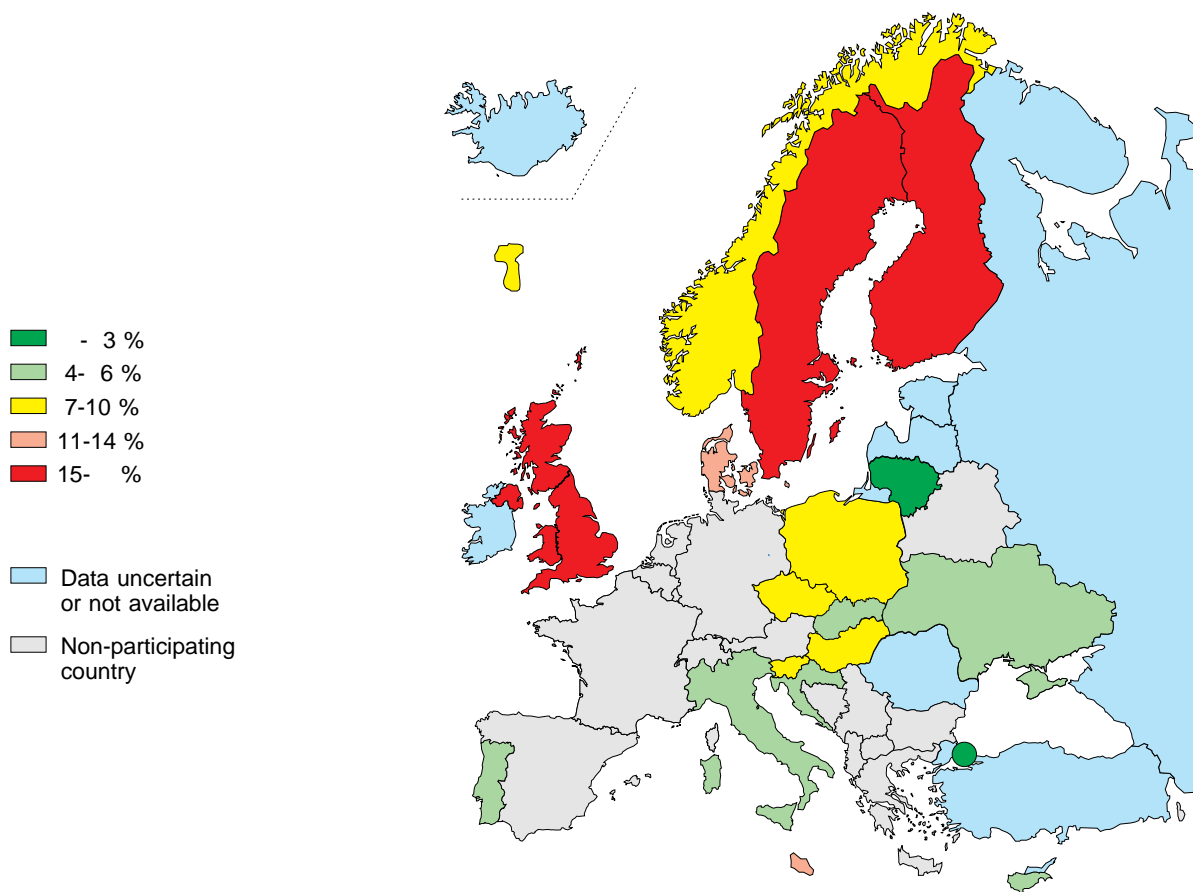 - 3 %
4- 6 %
7-10 %
11-14 %
15- %
Data uncertain
or not available
Non-participating
country